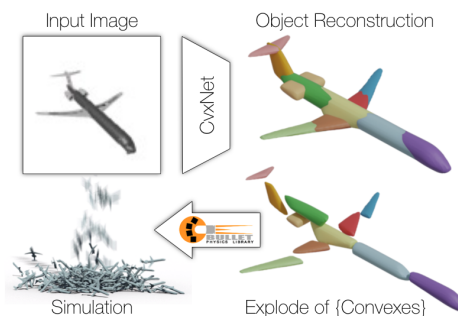 Input Image
Object Reconstruction
CvxNet
BULLET
PHYSICS LIBRARY
Simulation
Explode of {Convexes}